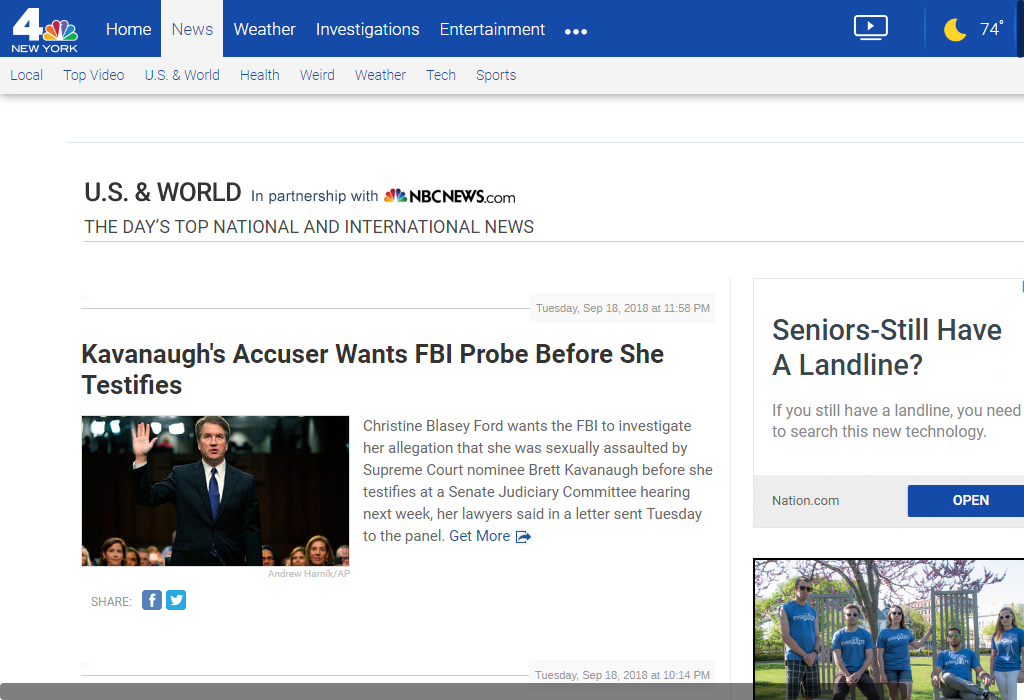 4
NEW YORK
Home News Weather Investigations Entertainment ••• 74°
Local Top Video U.S. & World Health Weird Weather Tech Sports
U.S. & WORLD In partnership with NBCNEWS.com
THE DAY'S TOP NATIONAL AND INTERNATIONAL NEWS
Tuesday, Sep 18, 2018 at 11:58 PM
Kavanaugh's Accuser Wants FBI Probe Before She
Testifies
Christine Blasey Ford wants the FBI to investigate
her allegation that she was sexually assaulted by
Supreme Court nominee Brett Kavanaugh before she
testifies at a Senate Judiciary Committee hearing
next week, her lawyers said in a letter sent Tuesday
to the panel. Get More
Andrew Harnik/AP
SHARE: f
Tuesday, Sep 18, 2018 at 10:14 PM
Seniors-Still Have
A Landline?
If you still have a landline, you need
to search this new technology.
Nation.com OPEN